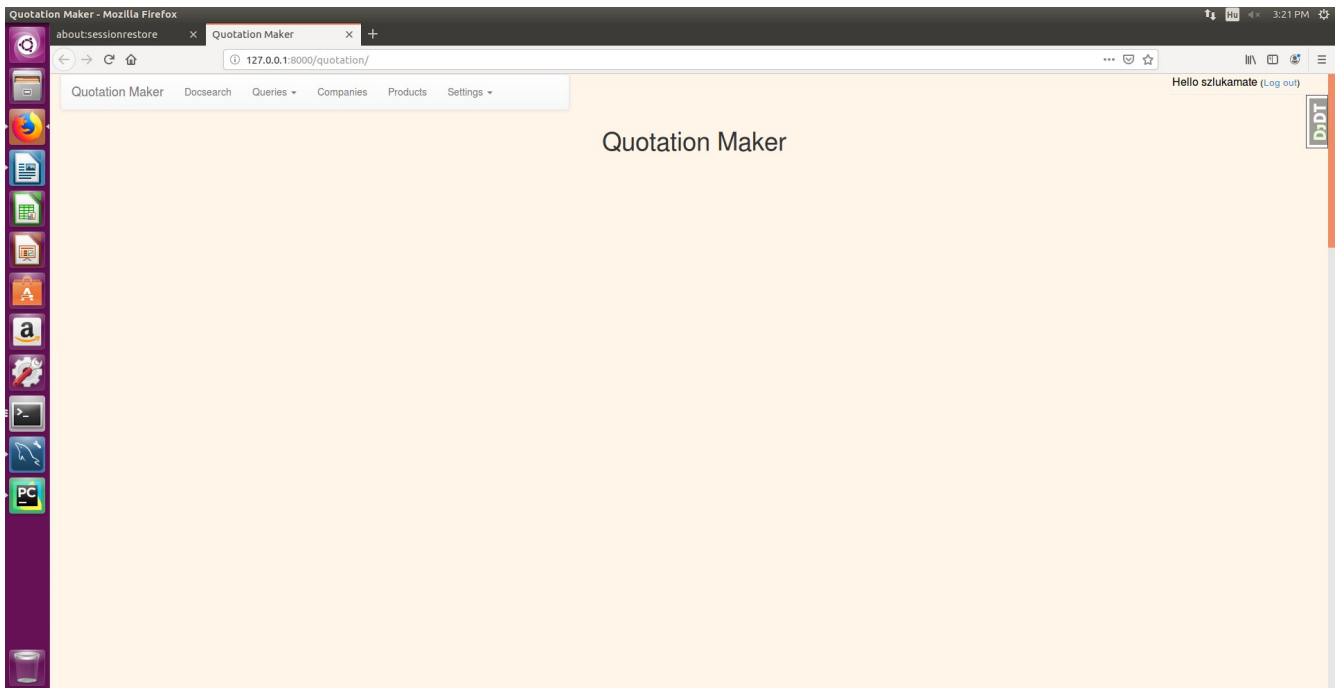 Quotation Maker - Mozilla Firefox
Hu 3:21 PM
about:sessionrestore Quotation Maker
127.0.0.1:8000/quotation/
Quotation Maker Docsearch Queries Companies Products Settings
Hello szlukamate (Log out)
DjDT
Quotation Maker
A
a
>_
PC